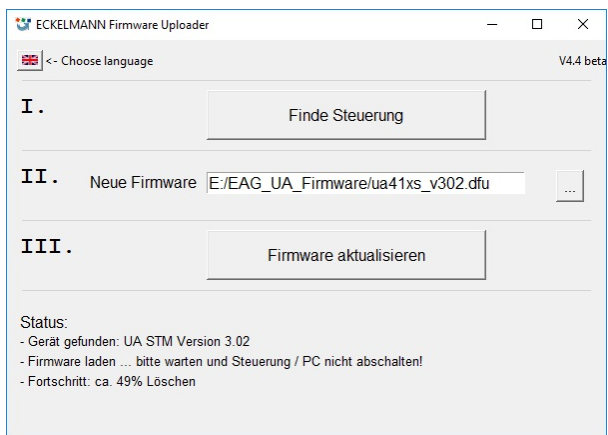 ECKELMANN Firmware Uploader
<- Choose language V4.4 beta
I. Finde Steuerung
II. Neue Firmware E:/EAG_UA_Firmware/ua41xs_v302.dfu ...
III. Firmware aktualisieren
Status:
- Gerät gefunden: UA STM Version 3.02
- Firmware laden ... bitte warten und Steuerung / PC nicht abschalten!
- Fortschritt: ca. 49% Löschen